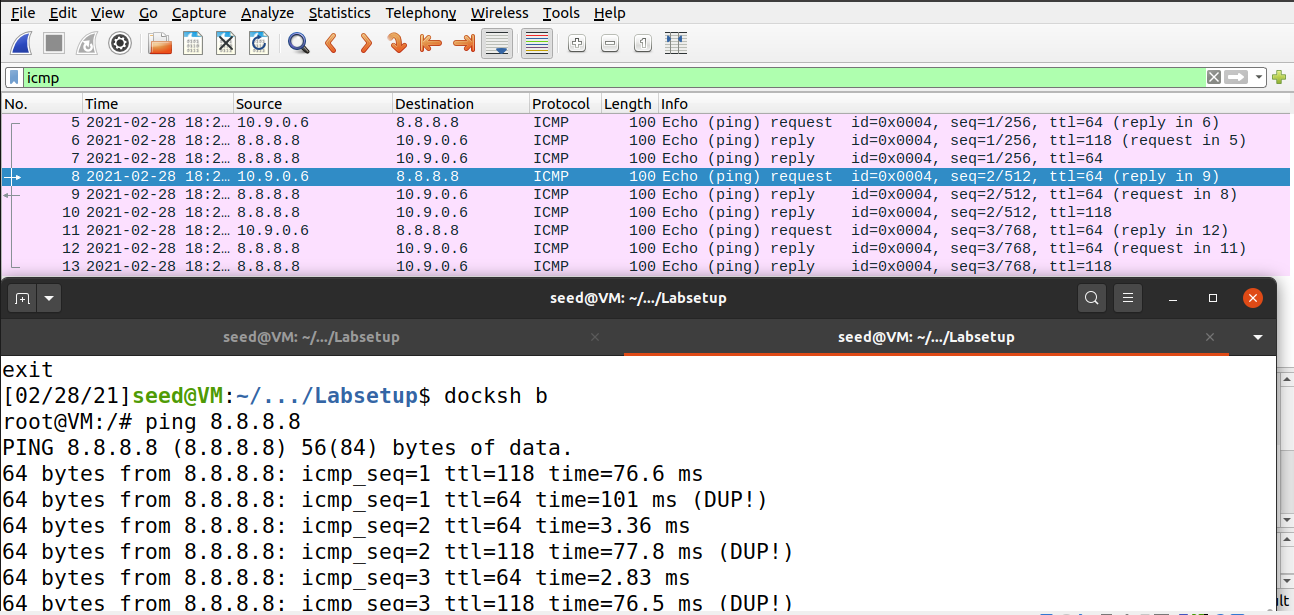 File Edit View Go Capture Analyze Statistics Telephony Wireless Tools Help
icmp
No. Time Source Destination Protocol Length Info
5 2021-02-28 18:2… 10.9.0.6 8.8.8.8 ICMP 100 Echo (ping) request id=0x0004, seq=1/256, ttl=64 (reply in 6)
6 2021-02-28 18:2… 8.8.8.8 10.9.0.6 ICMP 100 Echo (ping) reply id=0x0004, seq=1/256, ttl=118 (request in 5)
7 2021-02-28 18:2… 8.8.8.8 10.9.0.6 ICMP 100 Echo (ping) reply id=0x0004, seq=1/256, ttl=64
8 2021-02-28 18:2… 10.9.0.6 8.8.8.8 ICMP 100 Echo (ping) request id=0x0004, seq=2/512, ttl=64 (reply in 9)
9 2021-02-28 18:2… 8.8.8.8 10.9.0.6 ICMP 100 Echo (ping) reply id=0x0004, seq=2/512, ttl=64 (request in 8)
10 2021-02-28 18:2… 8.8.8.8 10.9.0.6 ICMP 100 Echo (ping) reply id=0x0004, seq=2/512, ttl=118
11 2021-02-28 18:2… 10.9.0.6 8.8.8.8 ICMP 100 Echo (ping) request id=0x0004, seq=3/768, ttl=64 (reply in 12)
12 2021-02-28 18:2… 8.8.8.8 10.9.0.6 ICMP 100 Echo (ping) reply id=0x0004, seq=3/768, ttl=64 (request in 11)
13 2021-02-28 18:2… 8.8.8.8 10.9.0.6 ICMP 100 Echo (ping) reply id=0x0004, seq=3/768, ttl=118
seed@VM: ~/.../Labsetup
seed@VM: ~/.../Labsetup seed@VM: ~/.../Labsetup
exit
[02/28/21]seed@VM:~/.../Labsetup$ docksh b
root@VM:/# ping 8.8.8.8
PING 8.8.8.8 (8.8.8.8) 56(84) bytes of data.
64 bytes from 8.8.8.8: icmp_seq=1 ttl=118 time=76.6 ms
64 bytes from 8.8.8.8: icmp_seq=1 ttl=64 time=101 ms (DUP!)
64 bytes from 8.8.8.8: icmp_seq=2 ttl=64 time=3.36 ms
64 bytes from 8.8.8.8: icmp_seq=2 ttl=118 time=77.8 ms (DUP!)
64 bytes from 8.8.8.8: icmp_seq=3 ttl=64 time=2.83 ms
64 bytes from 8.8.8.8: icmp_seq=3 ttl=118 time=76.5 ms (DUP!)